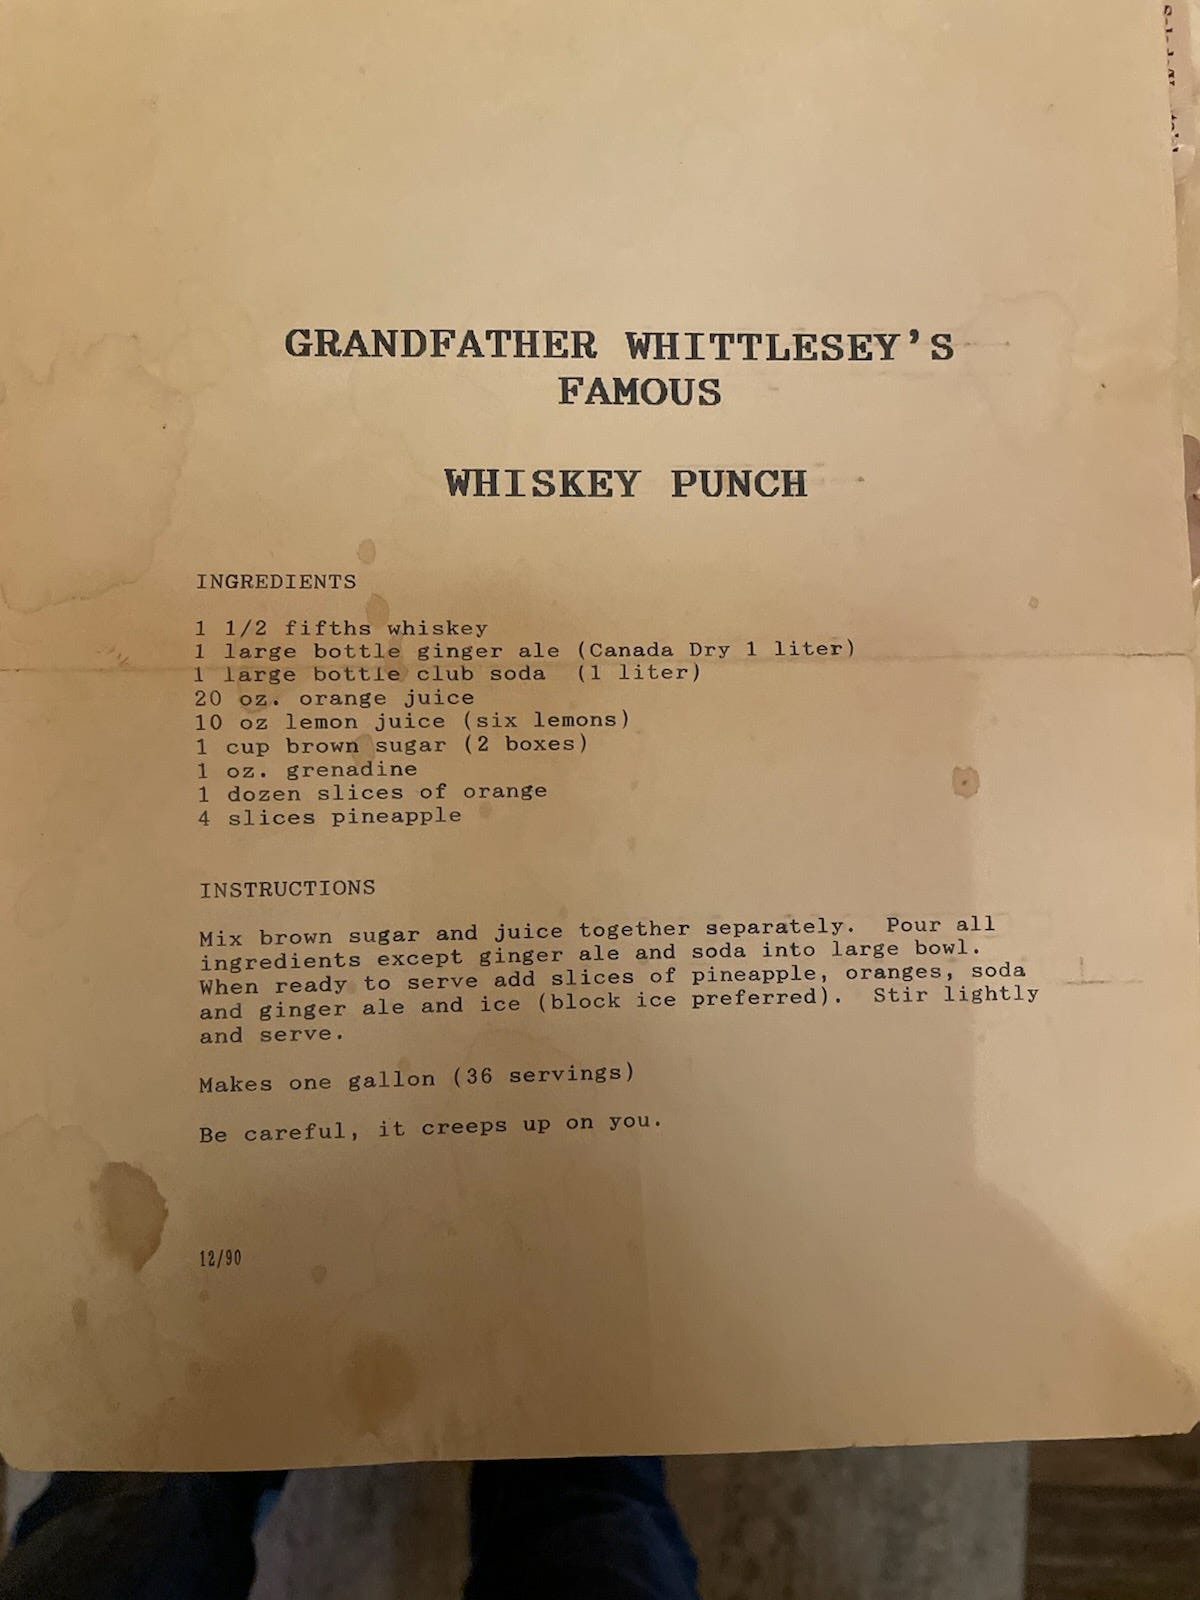 GRANDFATHER WHITTLESEY'S
FAMOUS
WHISKEY PUNCH
INGREDIENTS
1 1/2 fifths whiskey
1 large bottle ginger ale (Canada Dry 1 liter)
1 large bottle club soda (1 liter)
20 oz. orange juice
10 oz lemon juice (six lemons)
1 cup brown sugar (2 boxes)
1 oz. grenadine
1 dozen slices of orange
4 slices pineapple
INSTRUCTIONS
Mix brown sugar and juice together separately. Pour all
ingredients except ginger ale and soda into large bowl.
When ready to serve add slices of pineapple, oranges, soda
and ginger ale and ice (block ice preferred). Stir lightly
and serve.
Makes one gallon (36 servings)
Be careful, it creeps up on you.
12/90